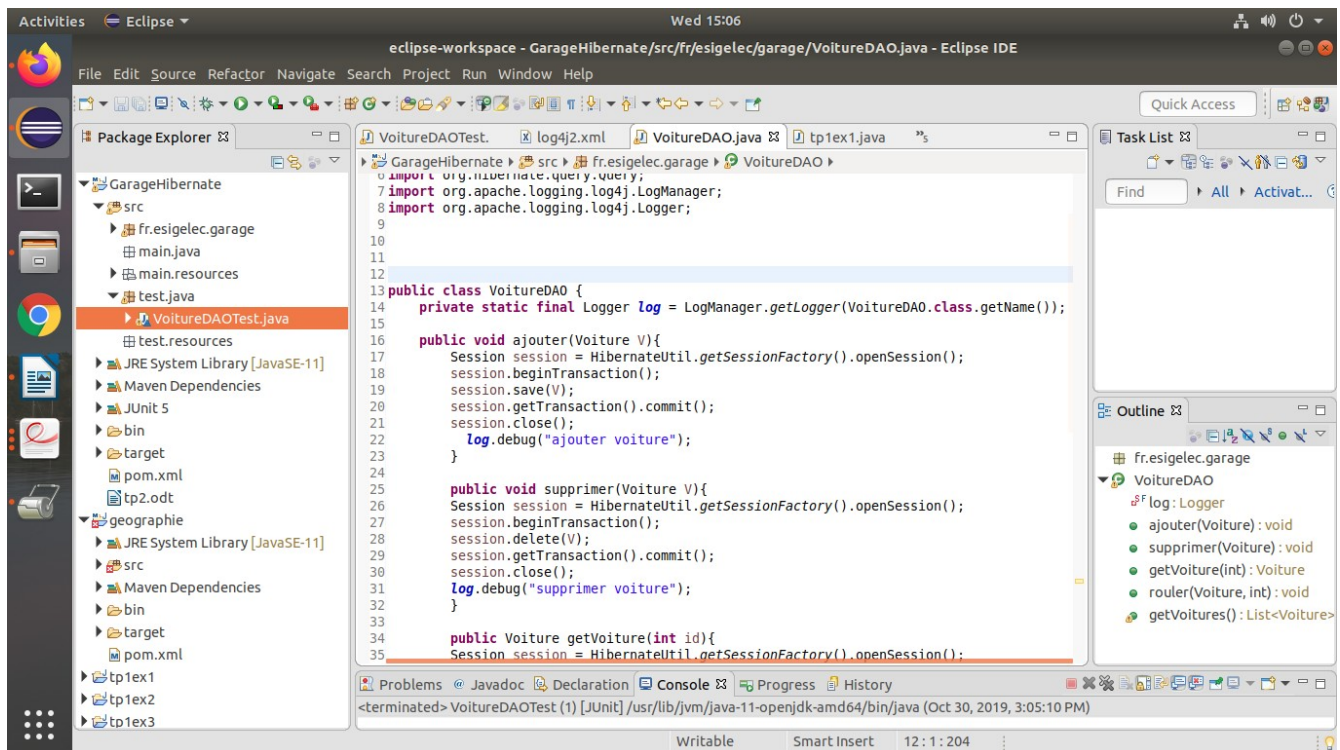 Activities Eclipse Wed 15:06
eclipse-workspace - GarageHibernate/src/fr/esigelec/garage/VoitureDAO.java - Eclipse IDE
File Edit Source Refactor Navigate Search Project Run Window Help
Quick Access
Package Explorer
GarageHibernate
src
fr.esigelec.garage
main.java
main.resources
test.java
VoitureDAOTest.java
test.resources
JRE System Library [JavaSE-11]
Maven Dependencies
JUnit 5
bin
target
pom.xml
tp2.odt
geographie
JRE System Library [JavaSE-11]
src
Maven Dependencies
bin
target
pom.xml
tp1ex1
tp1ex2
tp1ex3
VoitureDAOTest. log4j2.xml VoitureDAO.java tp1ex1.java »5
GarageHibernate src fr.esigelec.garage VoitureDAO
6 import org.hibernate.query.Query;
7 import org.apache.logging.log4j.LogManager;
8 import org.apache.logging.log4j.Logger;
9
10
11
12
13 public class VoitureDAO {
14 private static final Logger log = LogManager.getLogger(VoitureDAO.class.getName());
15
16 public void ajouter(Voiture V){
17 Session session = HibernateUtil.getSessionFactory().openSession();
18 session.beginTransaction();
19 session.save(V);
20 session.getTransaction().commit();
21 session.close();
22 log.debug("ajouter voiture");
23 }
24
25 public void supprimer(Voiture V){
26 Session session = HibernateUtil.getSessionFactory().openSession();
27 session.beginTransaction();
28 session.delete(V);
29 session.getTransaction().commit();
30 session.close();
31 log.debug("supprimer voiture");
32 }
33
34 public Voiture getVoiture(int id){
35 Session session = HibernateUtil.getSessionFactory().openSession();
Task List
Find All Activat...
Outline
fr.esigelec.garage
VoitureDAO
log : Logger
ajouter(Voiture) : void
supprimer(Voiture) : void
getVoiture(int) : Voiture
rouler(Voiture, int) : void
getVoitures() : List<Voiture>
Problems Javadoc Declaration Console Progress History
<terminated> VoitureDAOTest (1) [JUnit] /usr/lib/jvm/java-11-openjdk-amd64/bin/java (Oct 30, 2019, 3:05:10 PM)
Writable Smart Insert 12 : 1 : 204